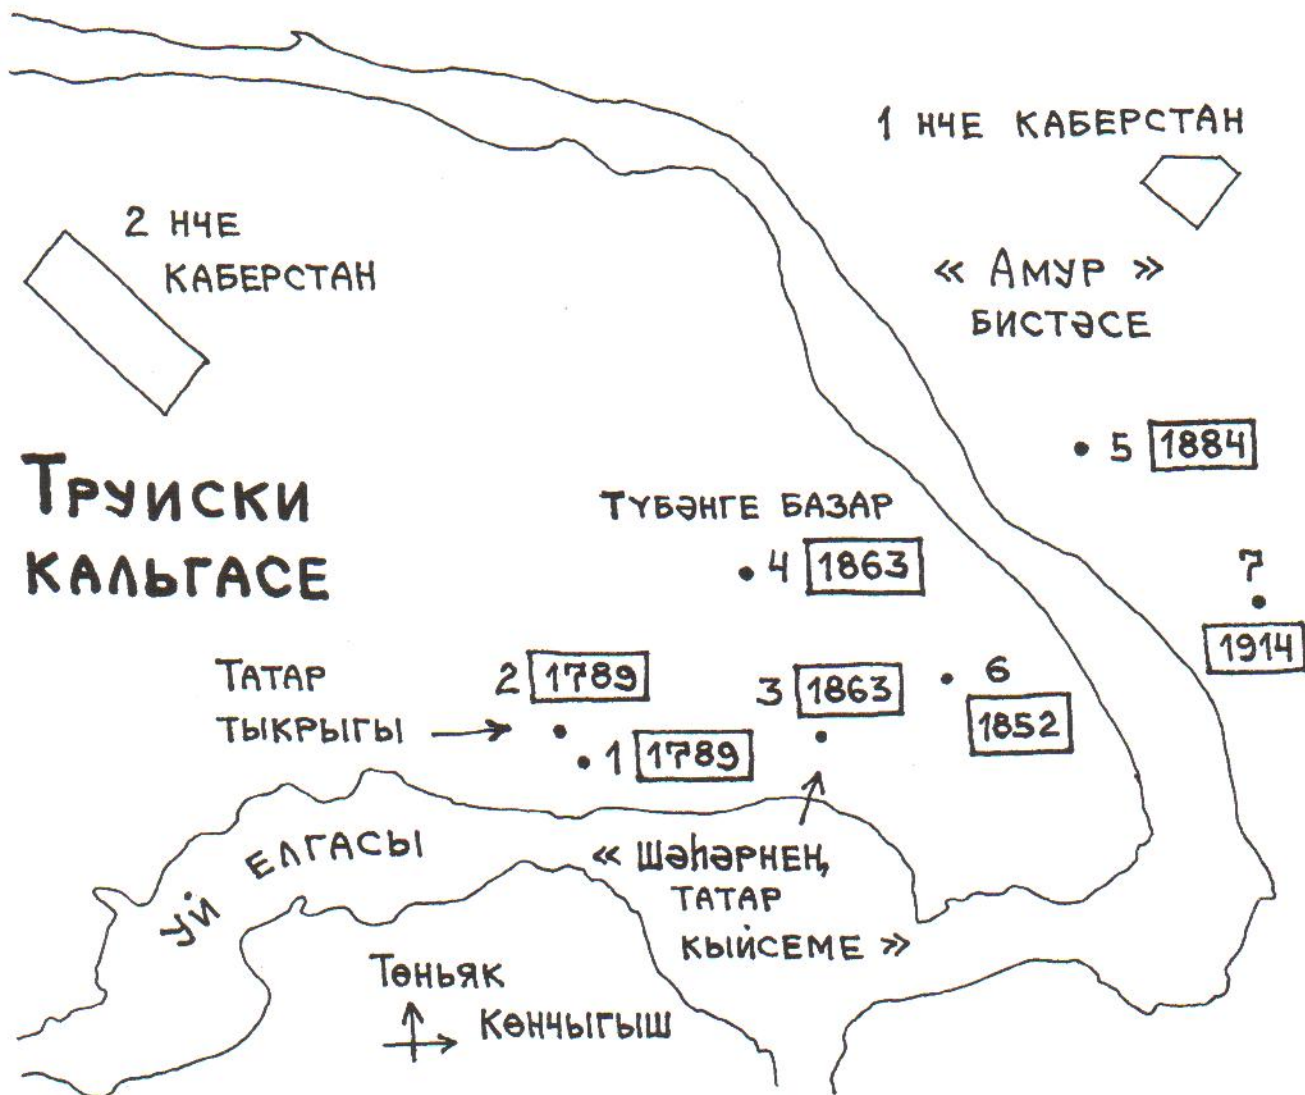 1 нче каберстан
2 нче
каберстан
« Амур »
бистәсе
5 1884
Труиски
кальгасе
Түбәнге базар
4 1863
7
1914
Татар
тыкрыгы
2 1789
1 1789
3 1863
6
1852
Уй елгасы
« Шәһәрнең
татар
кыйсеме »
Төньяк
Көнчыгыш